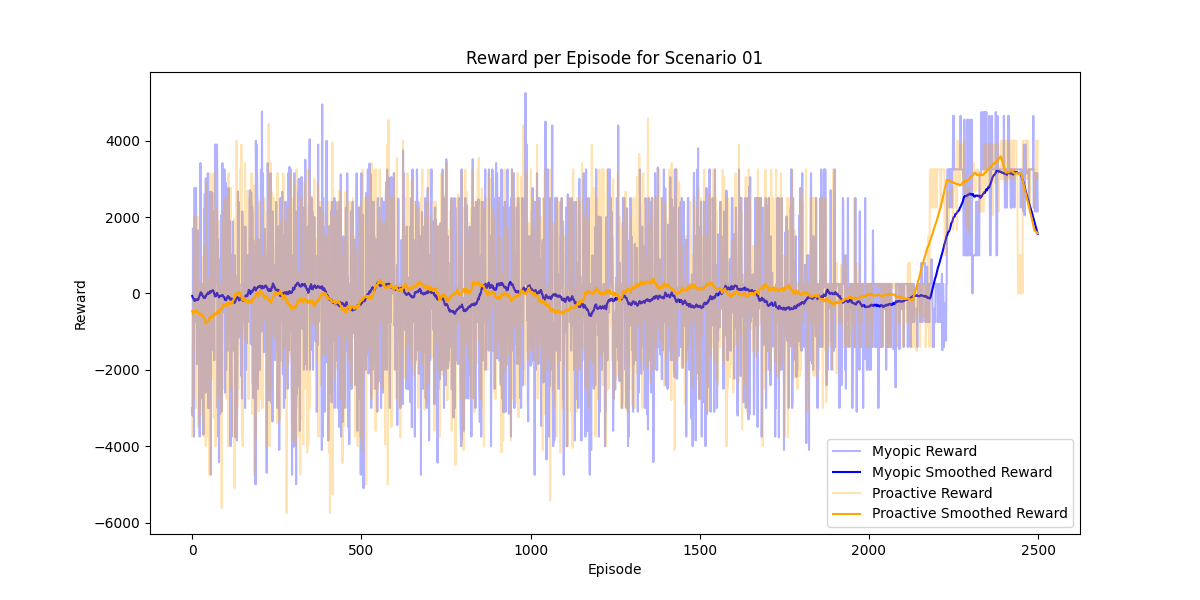 Reward per Episode for Scenario 01
Reward
4000
2000
0
−2000
−4000
−6000
0 500 1000 1500 2000 2500
Episode
Myopic Reward
Myopic Smoothed Reward
Proactive Reward
Proactive Smoothed Reward